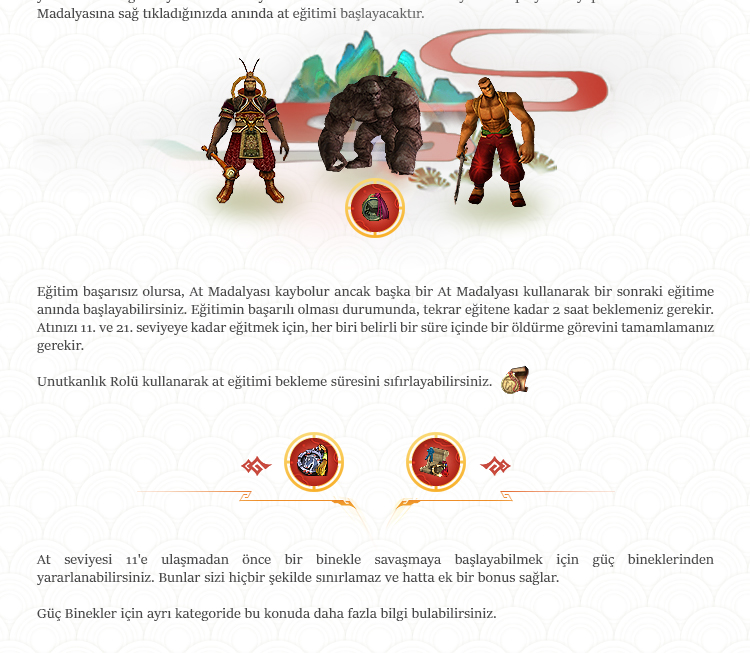 Madalyasına sağ tıkladığınızda anında at eğitimi başlayacaktır.
Eğitim başarısız olursa, At Madalyası kaybolur ancak başka bir At Madalyası kullanarak bir sonraki eğitime
anında başlayabilirsiniz. Eğitimin başarılı olması durumunda, tekrar eğitene kadar 2 saat beklemeniz gerekir.
Atınızı 11. ve 21. seviyeye kadar eğitmek için, her biri belirli bir süre içinde bir öldürme görevini tamamlamanız
gerekir.
Unutkanlık Rolü kullanarak at eğitimi bekleme süresini sıfırlayabilirsiniz.
At seviyesi 11'e ulaşmadan önce bir binekle savaşmaya başlayabilmek için güç bineklerinden
yararlanabilirsiniz. Bunlar sizi hiçbir şekilde sınırlamaz ve hatta ek bir bonus sağlar.
Güç Binekler için ayrı kategoride bu konuda daha fazla bilgi bulabilirsiniz.